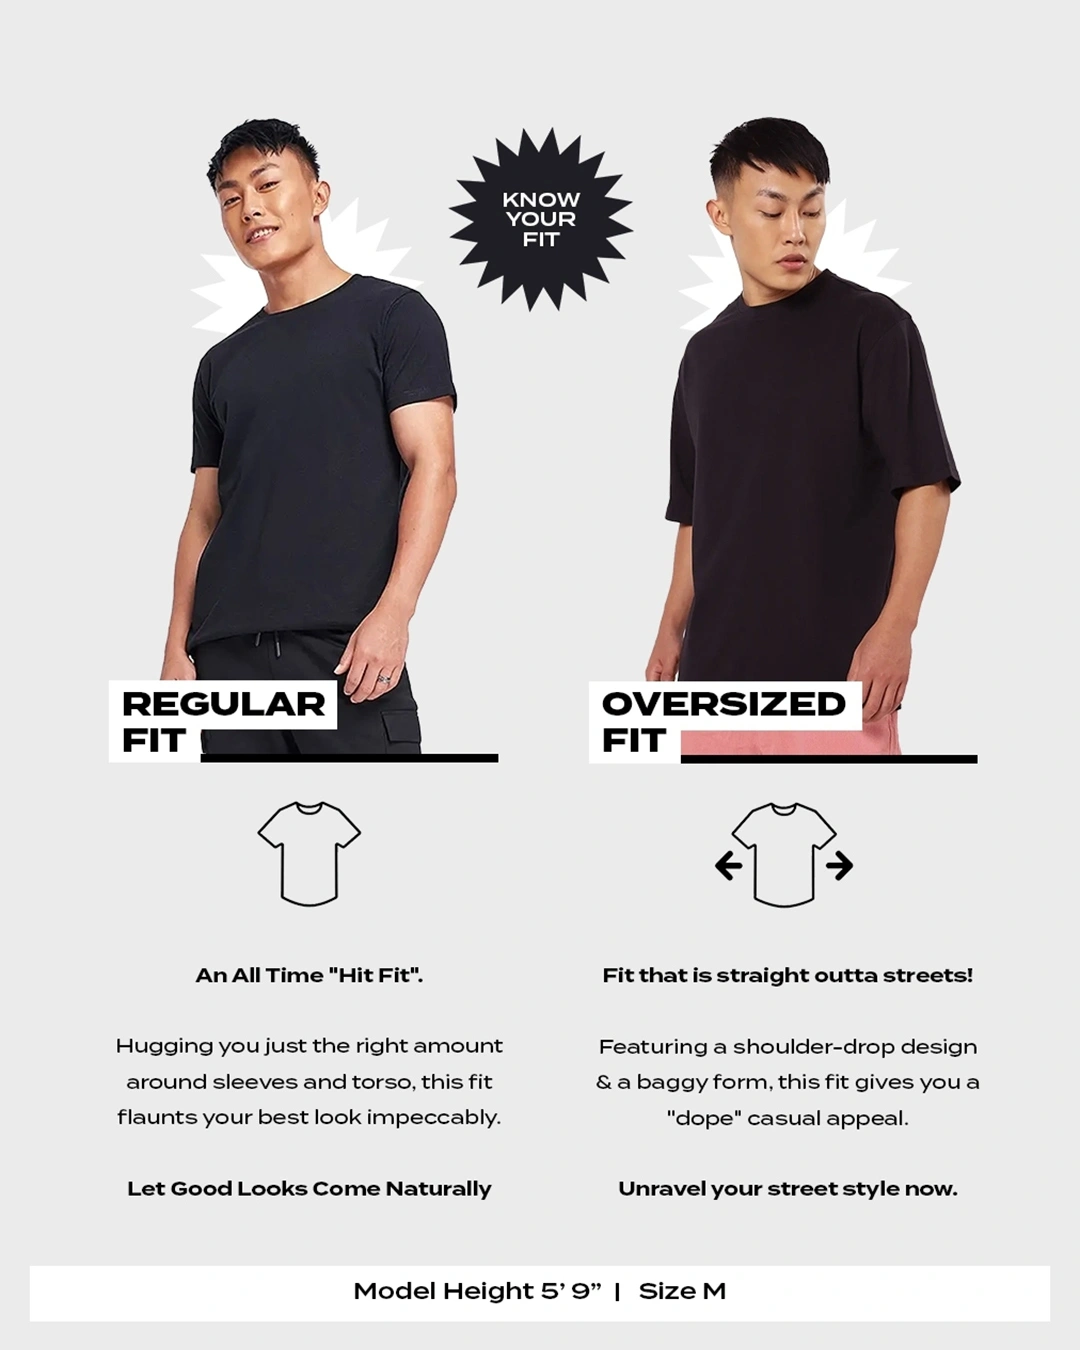 KNOW
YOUR
FIT
REGULAR
FIT
An All Time "Hit Fit".
Hugging you just the right amount
around sleeves and torso, this fit
flaunts your best look impeccably.
Let Good Looks Come Naturally
OVERSIZED
FIT
Fit that is straight outta streets!
Featuring a shoulder-drop design
& a baggy form, this fit gives you a
"dope" casual appeal.
Unravel your street style now.
Model Height 5’ 9” | Size M